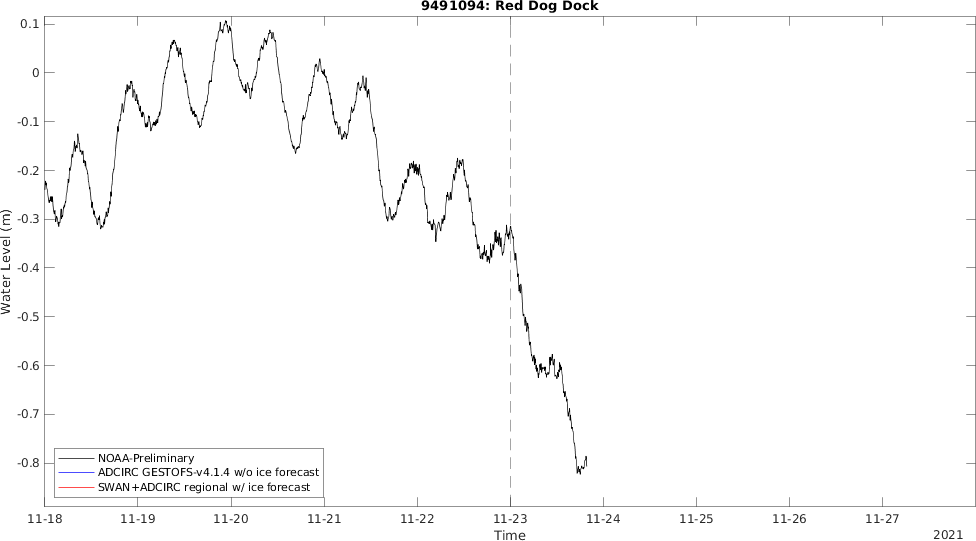 9491094: Red Dog Dock
0.1
0
-0.1
-0.2
-0.3
-0.4
-0.5
-0.6
-0.7
-0.8
Water Level (m)
NOAA-Preliminary
ADCIRC GESTOFS-v4.1.4 w/o ice forecast
SWAN+ADCIRC regional w/ ice forecast
11-18 11-19 11-20 11-21 11-22 11-23 11-24 11-25 11-26 11-27
Time
2021